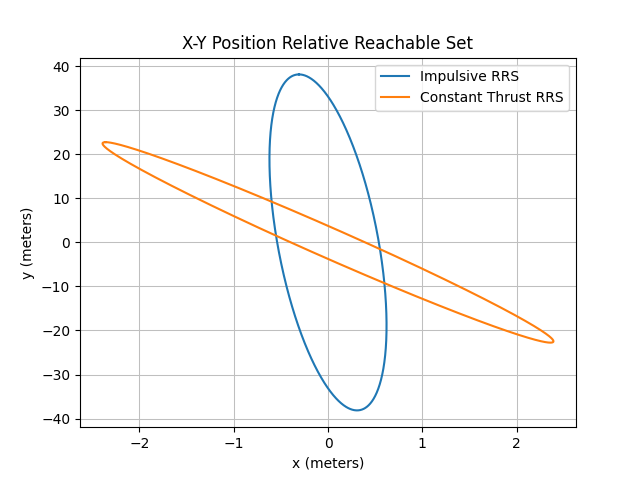 X-Y Position Relative Reachable Set
Impulsive RRS
Constant Thrust RRS
40
30
20
10
0
−10
−20
−30
−40
y (meters)
−2
−1
0
1
2
x (meters)